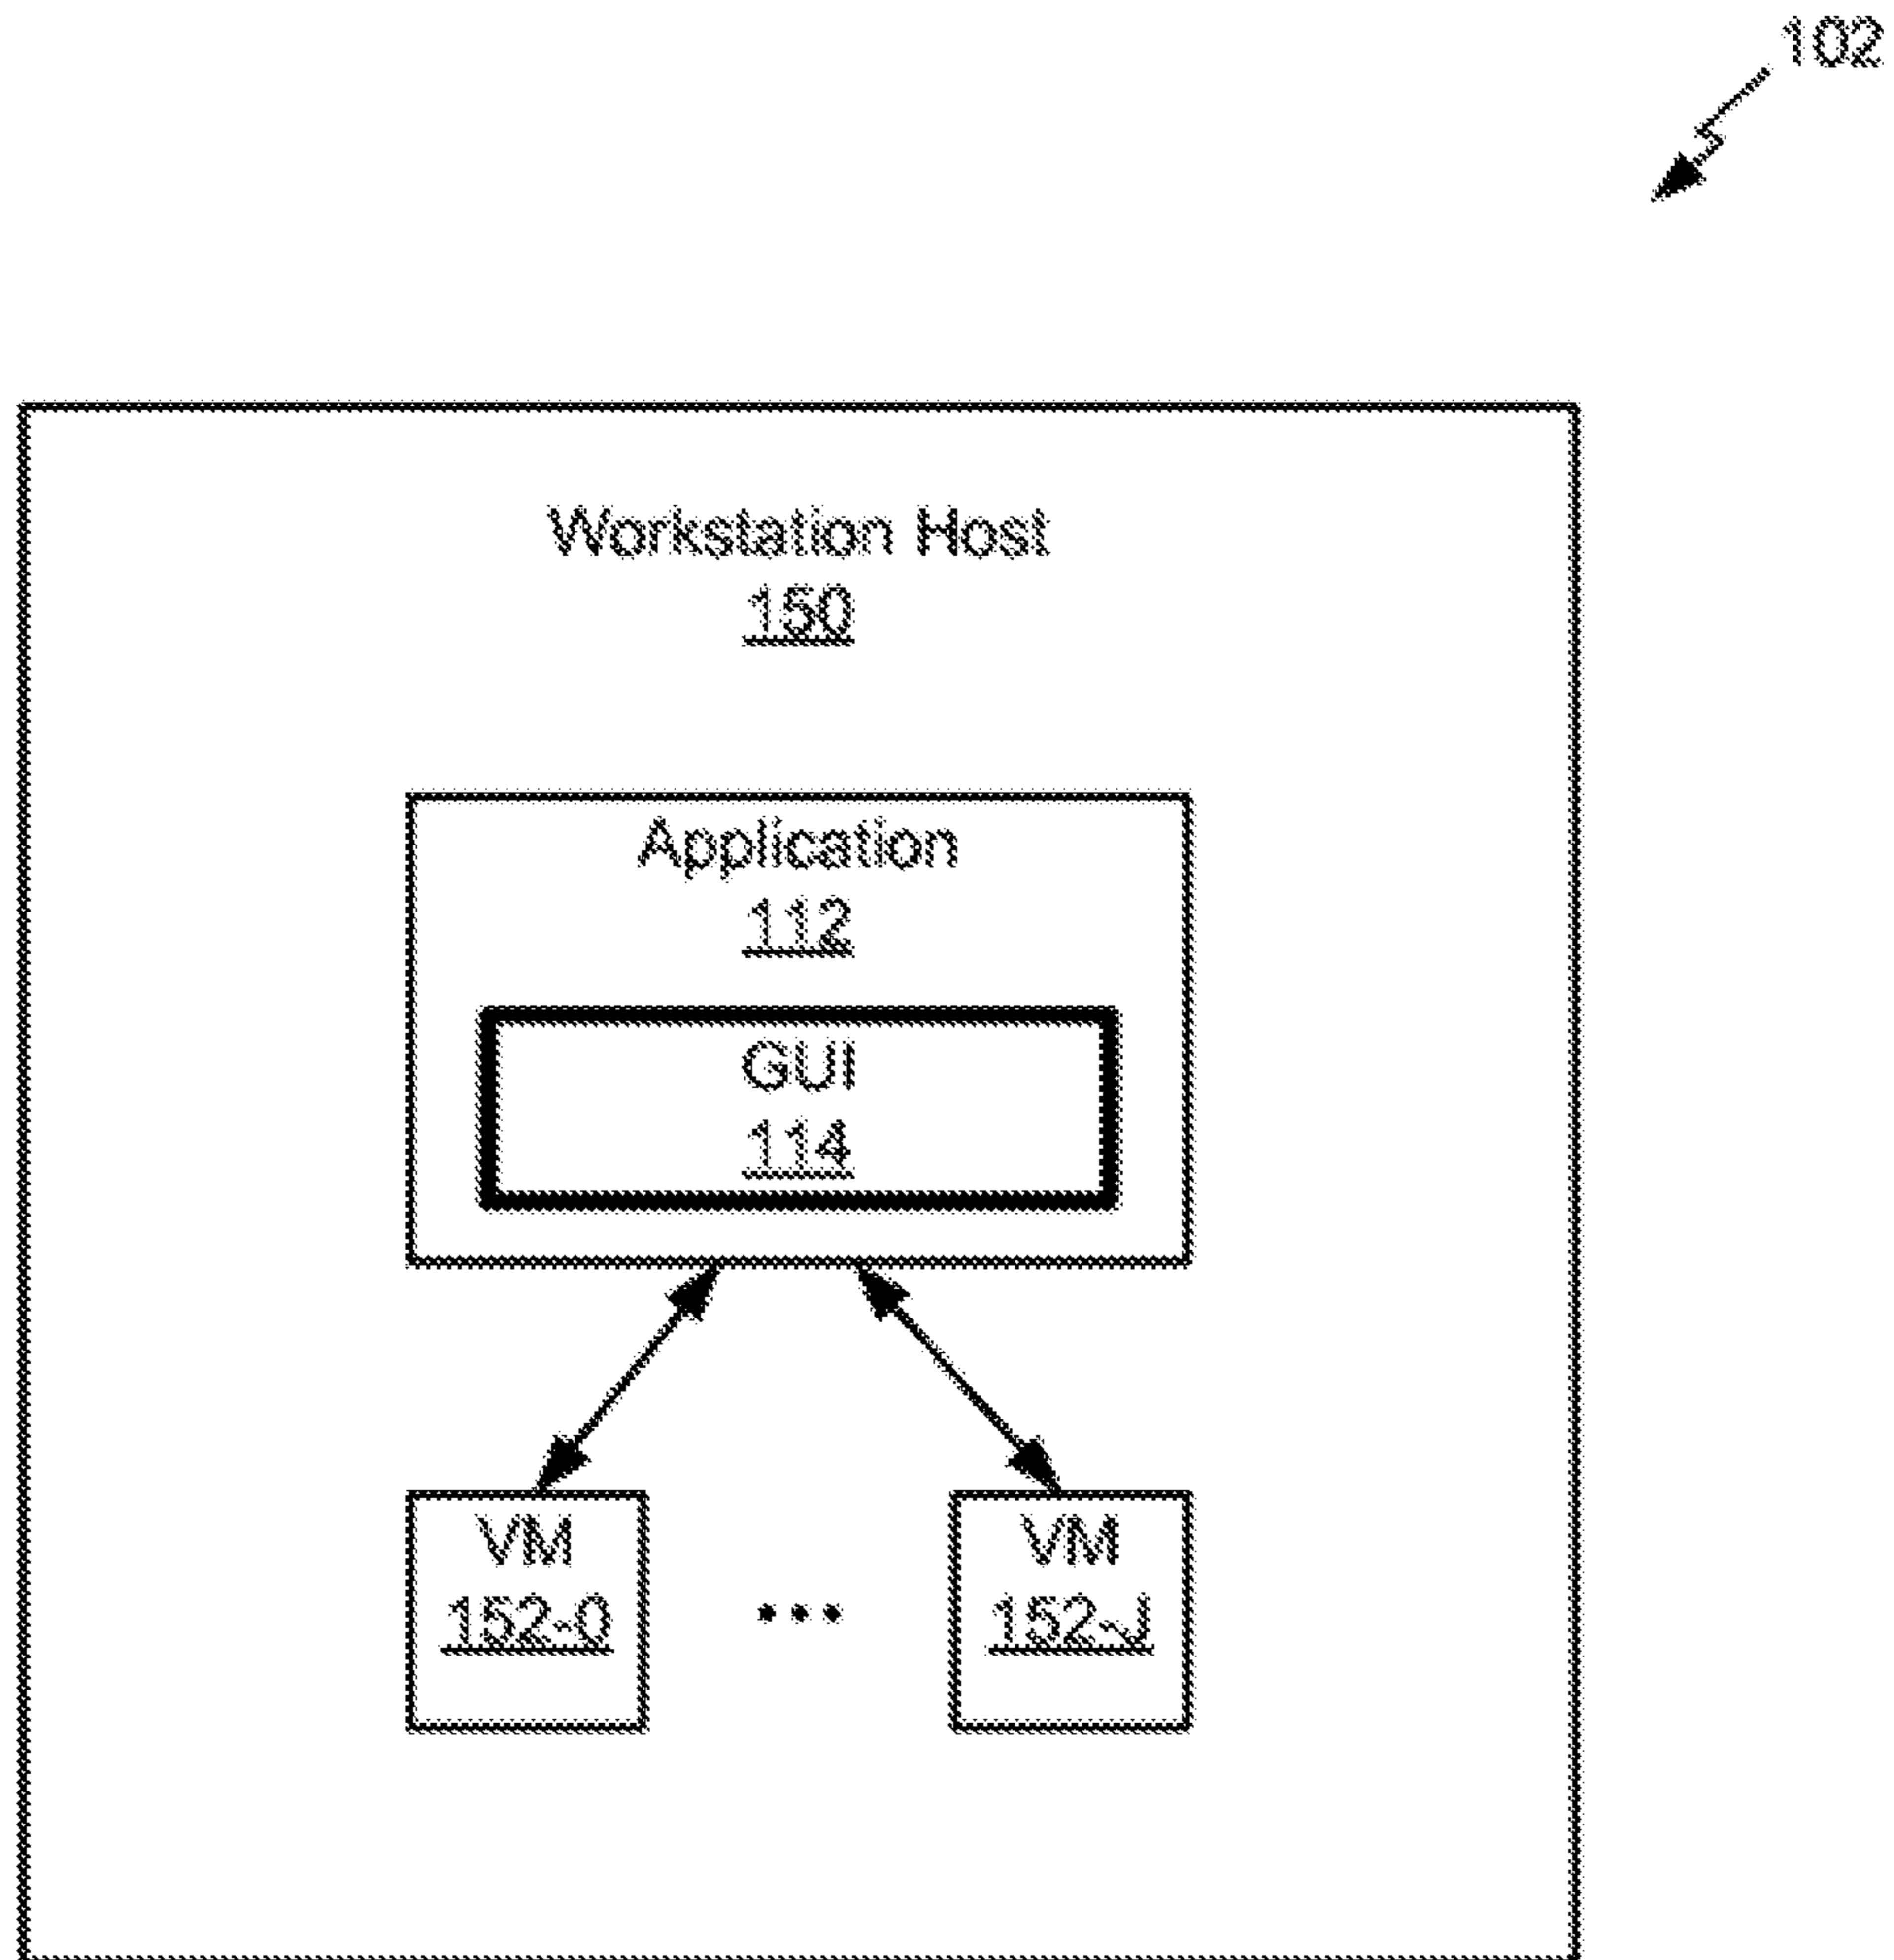 102
Workstation Host
150
Application
112
GUI
114
VM
152-0
...
VM
152-J